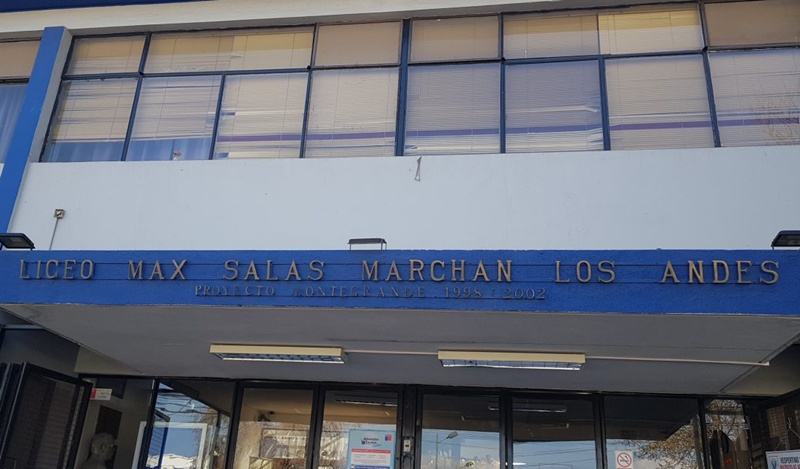 LICEO MAX SALAS MARCHAN LOS ANDES
PROYECTO MONTEGRANDE 1998 - 2002